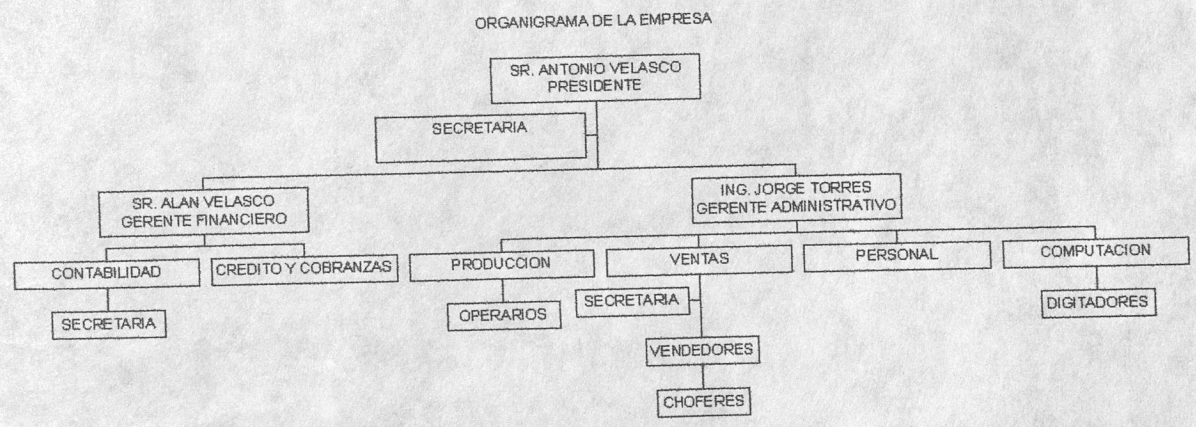 ORGANIGRAMA DE LA EMPRESA
SR. ANTONIO VELASCO
PRESIDENTE
SECRETARIA
SR. ALAN VELASCO
GERENTE FINANCIERO
ING. JORGE TORRES
GERENTE ADMINISTRATIVO
CONTABILIDAD
CREDITO Y COBRANZAS
PRODUCCION
VENTAS
PERSONAL
COMPUTACION
SECRETARIA
OPERARIOS
SECRETARIA
DIGITADORES
VENDEDORES
CHOFERES